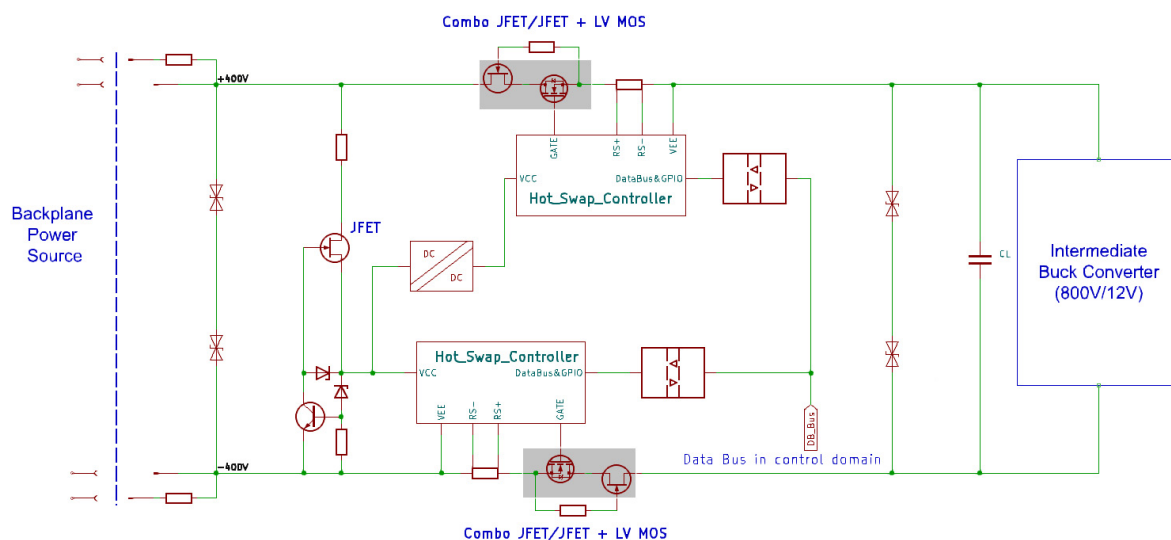 Combo JFET/JFET + LV MOS
+400V
GATE
RS+
RS-
VEE
VCC
DataBus&GPIO
Hot_Swap_Controller
Backplane
Power
Source
JFET
DC
DC
CL
Intermediate
Buck Converter
(800V/12V)
Hot_Swap_Controller
VCC
DataBus&GPIO
VEE
RS-
RS+
GATE
DB_Bus
-400V
Data Bus in control domain
Combo JFET/JFET + LV MOS